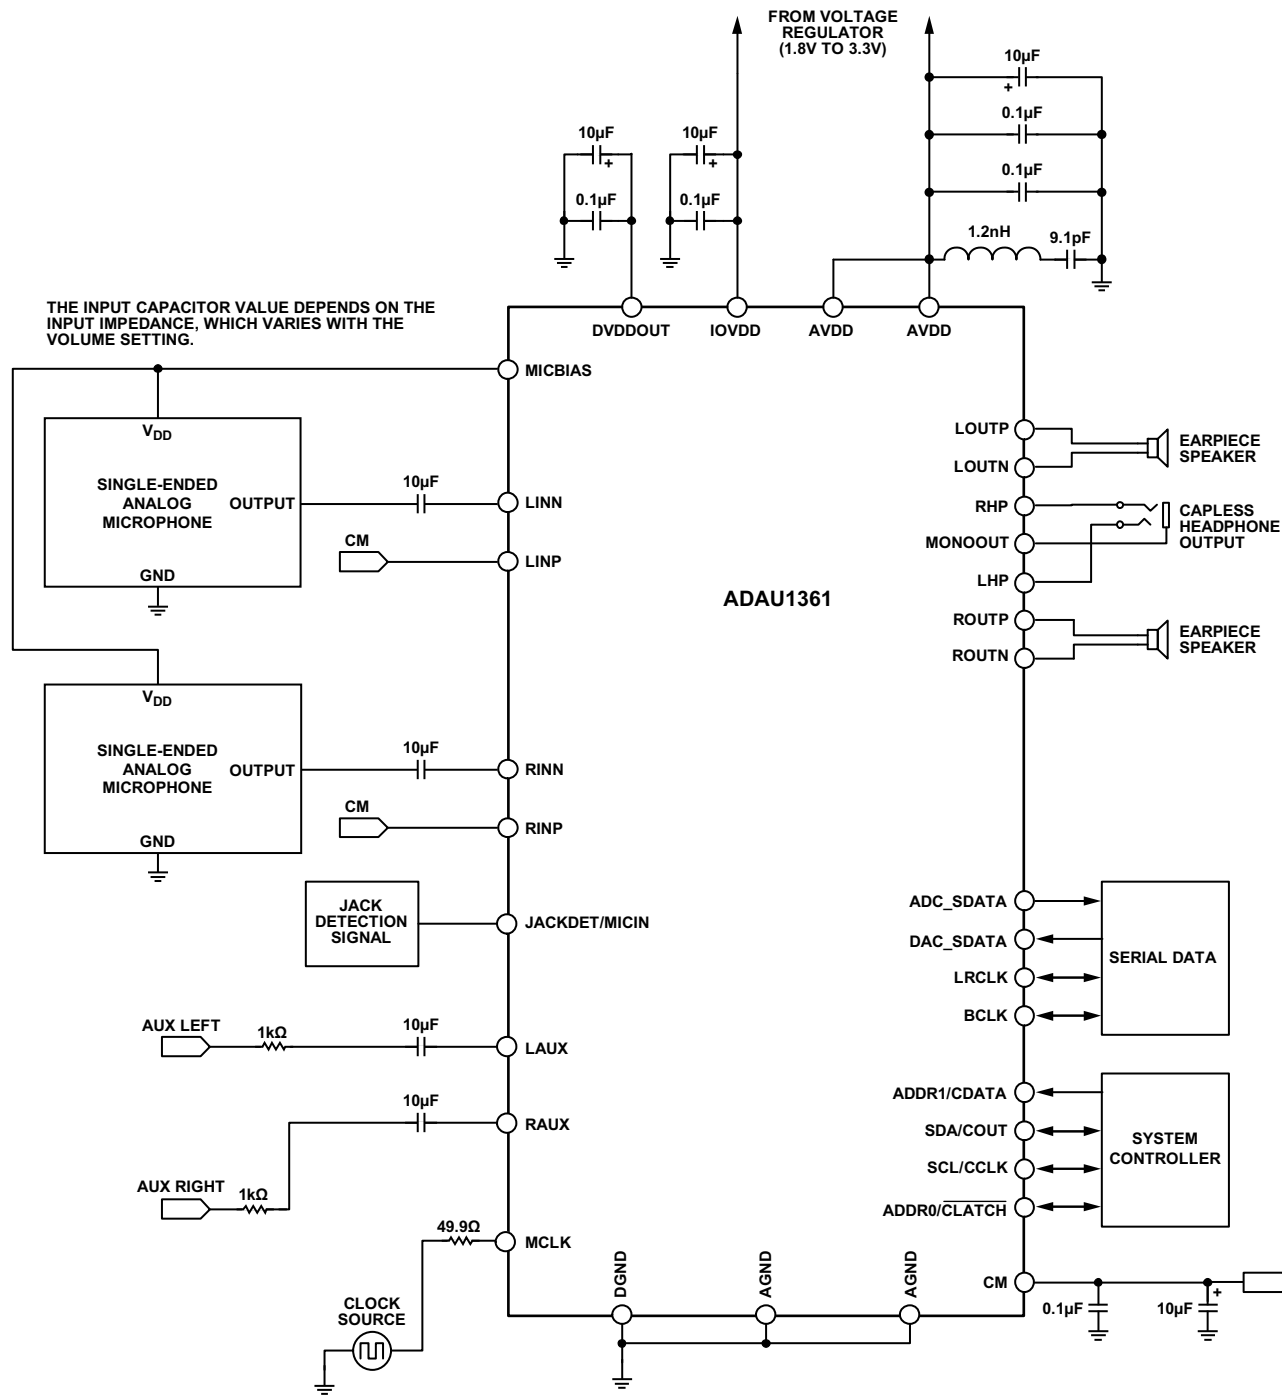 FROM VOLTAGE
REGULATOR
(1.8V TO 3.3V)
10µF
+
0.1µF
0.1µF
1.2nH
9.1pF
10µF
+
0.1µF
10µF
+
0.1µF
THE INPUT CAPACITOR VALUE DEPENDS ON THE
INPUT IMPEDANCE, WHICH VARIES WITH THE
VOLUME SETTING.
DVDDOUT
IOVDD
AVDD
AVDD
MICBIAS
VDD
SINGLE-ENDED
ANALOG
MICROPHONE
OUTPUT
GND
10µF
LINN
CM
LINP
VDD
SINGLE-ENDED
ANALOG
MICROPHONE
OUTPUT
GND
10µF
RINN
CM
RINP
JACK
DETECTION
SIGNAL
JACKDET/MICIN
AUX LEFT
1kΩ
10µF
LAUX
10µF
RAUX
AUX RIGHT
1kΩ
49.9Ω
MCLK
CLOCK
SOURCE
ADAU1361
LOUTP
LOUTN
EARPIECE
SPEAKER
RHP
MONOOUT
LHP
CAPLESS
HEADPHONE
OUTPUT
ROUTP
ROUTN
EARPIECE
SPEAKER
ADC_SDATA
DAC_SDATA
LRCLK
BCLK
SERIAL DATA
ADDR1/CDATA
SDA/COUT
SCL/CCLK
ADDR0/CLATCH
SYSTEM
CONTROLLER
CM
0.1µF
10µF
+
DGND
AGND
AGND